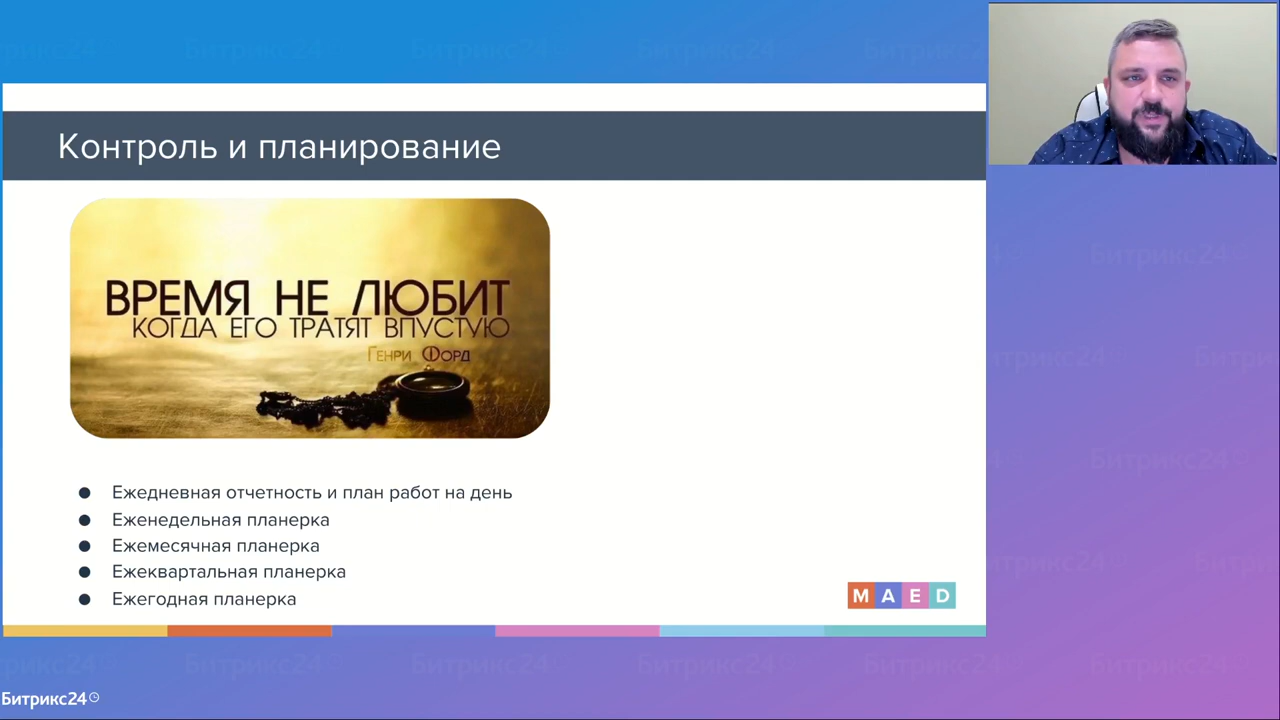 Контроль и планирование
ВРЕМЯ НЕ ЛЮБИТ
КОГДА ЕГО ТРАТЯТ ВПУСТУЮ
Генри Форд
Ежедневная отчетность и план работ на день
Еженедельная планерка
Ежемесячная планерка
Ежеквартальная планерка
Ежегодная планерка
MAED
Битрикс24